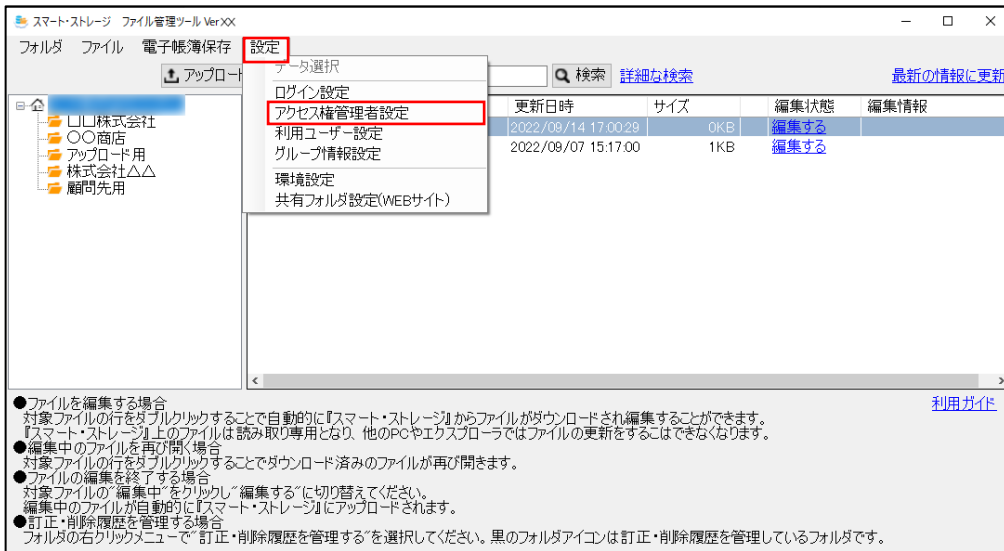 スマート・ストレージ ファイル管理ツール Ver.XX
フォルダ ファイル 電子帳簿保存 設定
アップロー 検索 詳細な検索 最新の情報に更新
データ選択
ログイン設定
アクセス権管理者設定
利用ユーザー設定
グループ情報設定
環境設定
共有フォルダ設定(WEBサイト)
更新日時 サイズ 編集状態 編集情報
2022/09/14 17:00:29 0KB 編集する
2022/09/07 15:17:00 1KB 編集する
□□株式会社
○○商店
アップロード用
株式会社△△
顧問先用
●ファイルを編集する場合 利用ガイド
対象ファイルの行をダブルクリックすることで自動的に『スマート・ストレージ』からファイルがダウンロードされ編集することができます。
『スマート・ストレージ』上のファイルは読み取り専用となり、他のPCやエクスプローラではファイルの更新をするこはできなくなります。
●編集中のファイルを再び開く場合
対象ファイルの行をダブルクリックすることでダウンロード済みのファイルが再び開きます。
●ファイルの編集を終了する場合
対象ファイルの"編集中"をクリックし"編集する"に切り替えてください。
編集中のファイルが自動的に『スマート・ストレージ』にアップロードされます。
●訂正・削除履歴を管理する場合
フォルダの右クリックメニューで"訂正・削除履歴を管理する"を選択してください。黒のフォルダアイコンは訂正・削除履歴を管理しているフォルダです。